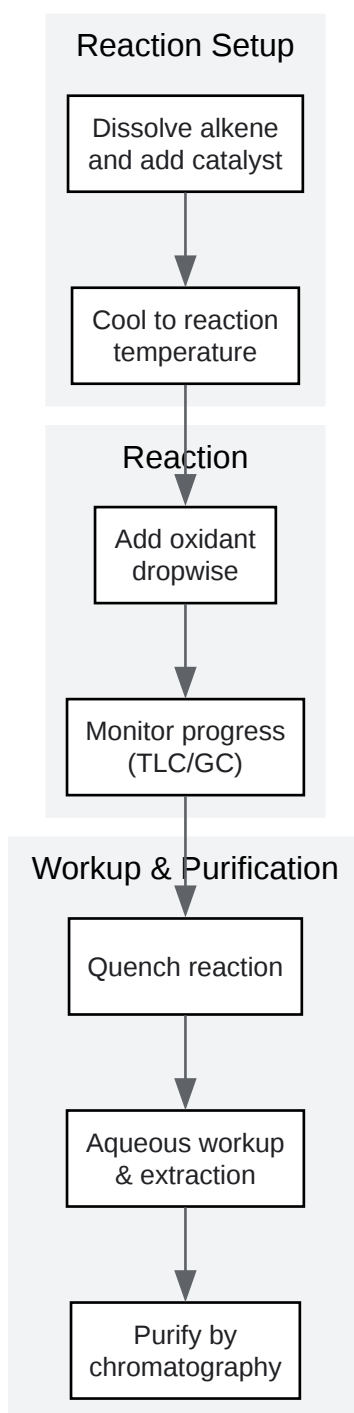 Reaction Setup
Dissolve alkene
and add catalyst
Cool to reaction
temperature
Reaction
Add oxidant
dropwise
Monitor progress
(TLC/GC)
Workup & Purification
Quench reaction
Aqueous workup
& extraction
Purify by
chromatography